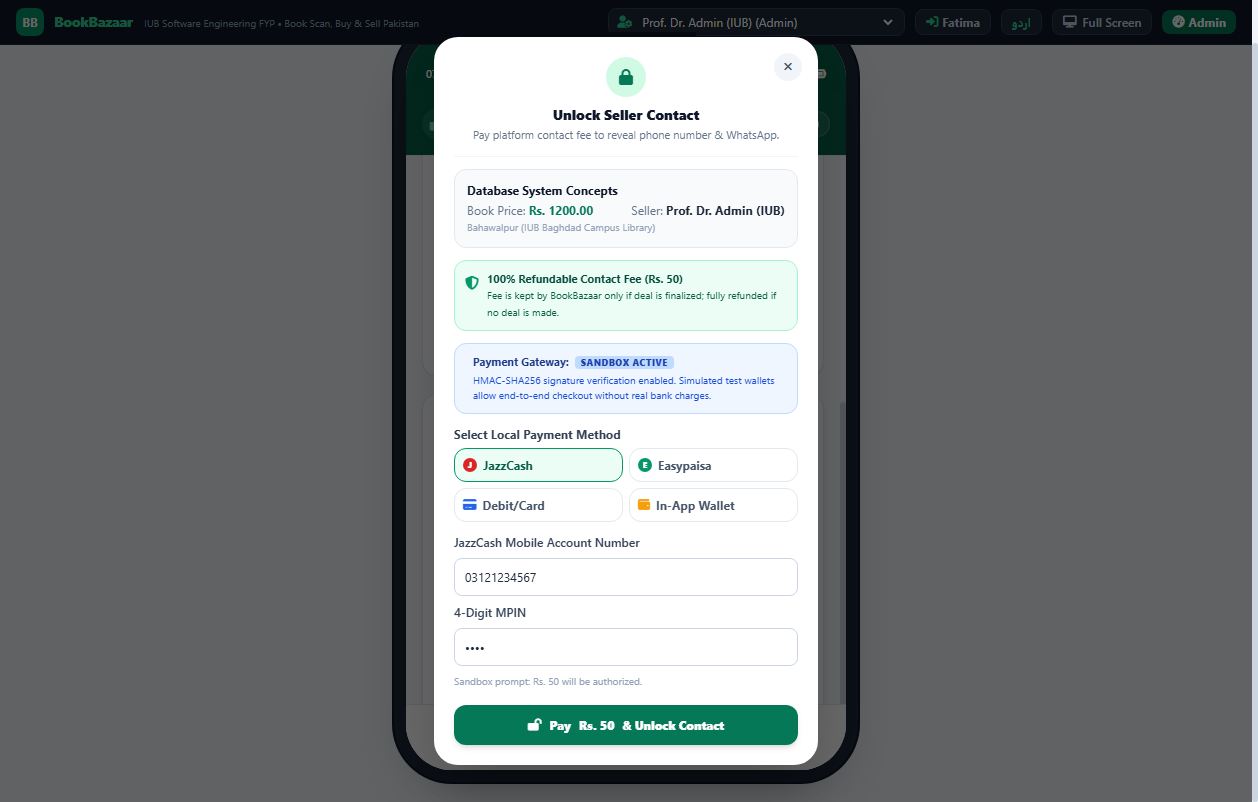 BB BookBazaar IUB Software Engineering FYP • Book Scan, Buy & Sell Pakistan Prof. Dr. Admin (IUB) (Admin) Fatima اردو Full Screen Admin
Unlock Seller Contact
Pay platform contact fee to reveal phone number & WhatsApp.
Database System Concepts
Book Price: Rs. 1200.00 Seller: Prof. Dr. Admin (IUB)
Bahawalpur (IUB Baghdad Campus Library)
100% Refundable Contact Fee (Rs. 50)
Fee is kept by BookBazaar only if deal is finalized; fully refunded if
no deal is made.
Payment Gateway: SANDBOX ACTIVE
HMAC-SHA256 signature verification enabled. Simulated test wallets
allow end-to-end checkout without real bank charges.
Select Local Payment Method
J JazzCash E Easypaisa
Debit/Card In-App Wallet
JazzCash Mobile Account Number
03121234567
4-Digit MPIN
••••
Sandbox prompt: Rs. 50 will be authorized.
Pay Rs. 50 & Unlock Contact